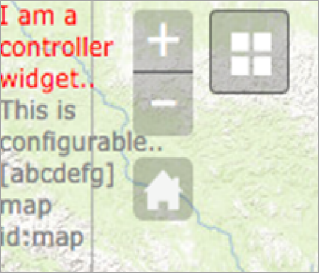 I am a
controller
widget..
This is
configurable..
[abcdefg]
map
id:map